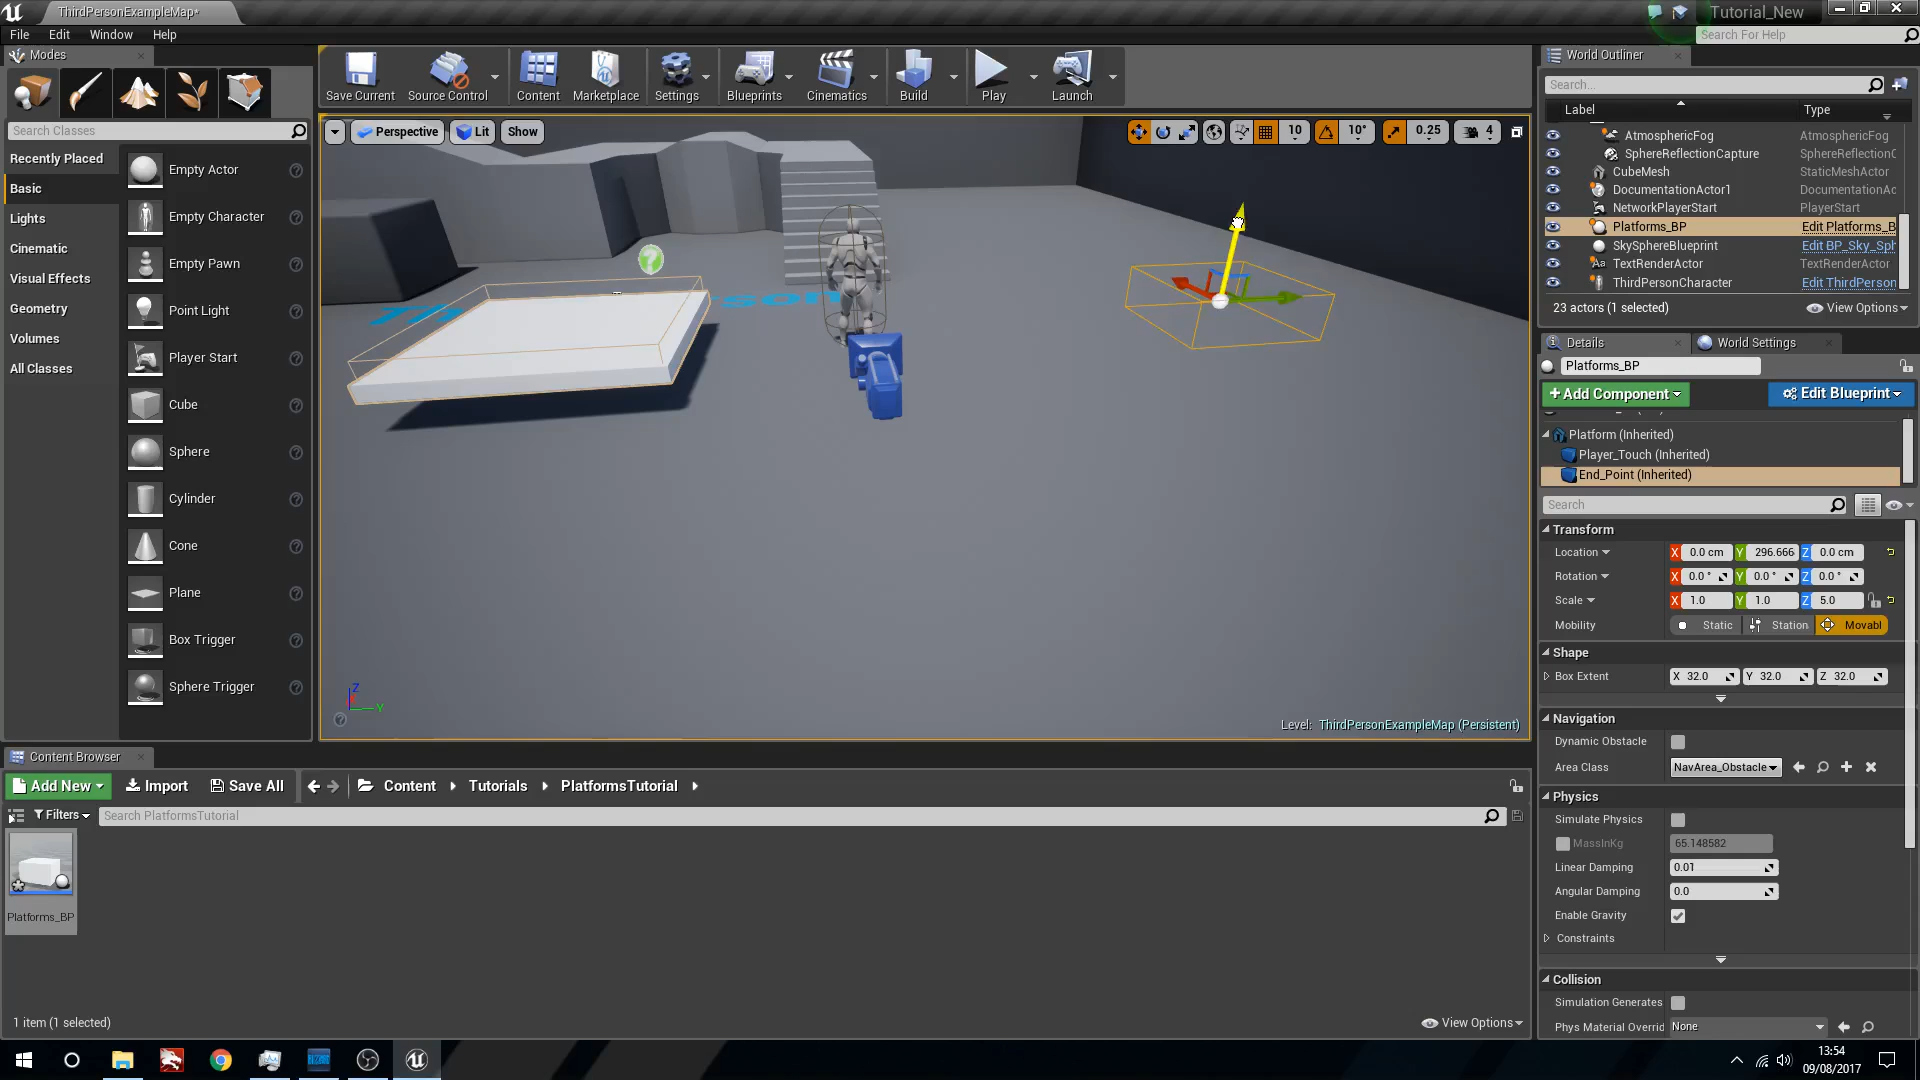 ThirdPersonExampleMap*
Tutorial_New
File Edit Window Help
Search For Help
Modes
Search Classes
Recently Placed
Basic
Lights
Cinematic
Visual Effects
Geometry
Volumes
All Classes
Empty Actor
Empty Character
Empty Pawn
Point Light
Player Start
Cube
Sphere
Cylinder
Cone
Plane
Box Trigger
Sphere Trigger
Save Current Source Control Content Marketplace Settings Blueprints Cinematics Build Play Launch
Perspective Lit Show
10 10° 0.25 4
Z
Y
Level: ThirdPersonExampleMap (Persistent)
World Outliner
Search...
Label Type
AtmosphericFog AtmosphericFog
SphereReflectionCapture SphereReflectionC
CubeMesh StaticMeshActor
DocumentationActor1 DocumentationAc
NetworkPlayerStart PlayerStart
Platforms_BP Edit Platforms_B
SkySphereBlueprint Edit BP_Sky_Sph
TextRenderActor TextRenderActor
ThirdPersonCharacter Edit ThirdPerson
23 actors (1 selected) View Options
Details World Settings
Platforms_BP
+Add Component Edit Blueprint
Platform (Inherited)
Player_Touch (Inherited)
End_Point (Inherited)
Search
Transform
Location X 0.0 cm Y 296.666 Z 0.0 cm
Rotation X 0.0 ° Y 0.0 ° Z 0.0 °
Scale X 1.0 Y 1.0 Z 5.0
Mobility Static Station Movabl
Shape
Box Extent X 32.0 Y 32.0 Z 32.0
Navigation
Dynamic Obstacle
Area Class NavArea_Obstacle
Physics
Simulate Physics
MassInKg 65.148582
Linear Damping 0.01
Angular Damping 0.0
Enable Gravity
Constraints
Collision
Simulation Generates
Phys Material Overrid None
Content Browser
Add New Import Save All Content Tutorials PlatformsTutorial
Filters Search PlatformsTutorial
Platforms_BP
1 item (1 selected) View Options
13:54
09/08/2017